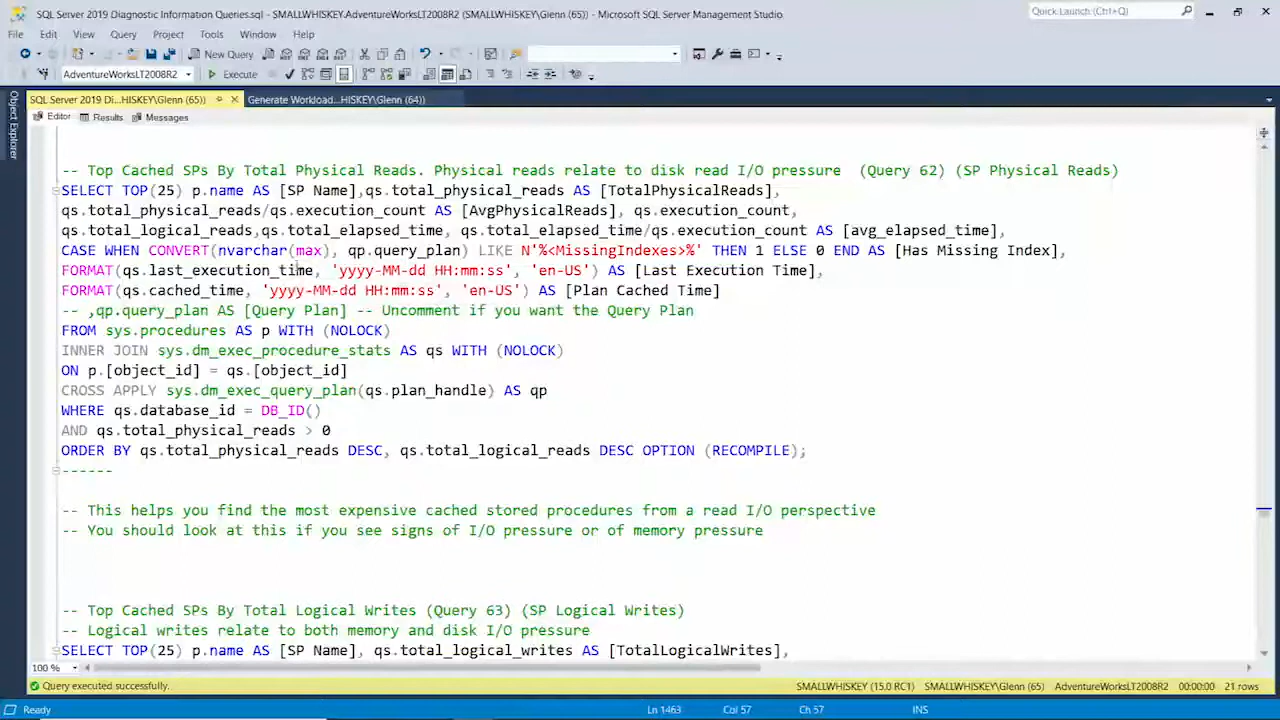 SQL Server 2019 Diagnostic Information Queries.sql - SMALLWHISKEY.AdventureWorksLT2008R2 (SMALLWHISKEY\Glenn (65)) - Microsoft SQL Server Management Studio
Quick Launch (Ctrl+Q)
File Edit View Query Project Tools Window Help
New Query
AdventureWorksLT2008R2 Execute
SQL Server 2019 Di...HISKEY\Glenn (65)) Generate Workload...HISKEY\Glenn (64))
Object Explorer
Editor Results Messages
-- Top Cached SPs By Total Physical Reads. Physical reads relate to disk read I/O pressure  (Query 62) (SP Physical Reads)
SELECT TOP(25) p.name AS [SP Name],qs.total_physical_reads AS [TotalPhysicalReads],
qs.total_physical_reads/qs.execution_count AS [AvgPhysicalReads], qs.execution_count,
qs.total_logical_reads,qs.total_elapsed_time, qs.total_elapsed_time/qs.execution_count AS [avg_elapsed_time],
CASE WHEN CONVERT(nvarchar(max), qp.query_plan) LIKE N'%<MissingIndexes>%' THEN 1 ELSE 0 END AS [Has Missing Index],
FORMAT(qs.last_execution_time, 'yyyy-MM-dd HH:mm:ss', 'en-US') AS [Last Execution Time],
FORMAT(qs.cached_time, 'yyyy-MM-dd HH:mm:ss', 'en-US') AS [Plan Cached Time]
-- ,qp.query_plan AS [Query Plan] -- Uncomment if you want the Query Plan
FROM sys.procedures AS p WITH (NOLOCK)
INNER JOIN sys.dm_exec_procedure_stats AS qs WITH (NOLOCK)
ON p.[object_id] = qs.[object_id]
CROSS APPLY sys.dm_exec_query_plan(qs.plan_handle) AS qp
WHERE qs.database_id = DB_ID()
AND qs.total_physical_reads > 0
ORDER BY qs.total_physical_reads DESC, qs.total_logical_reads DESC OPTION (RECOMPILE);
------
-- This helps you find the most expensive cached stored procedures from a read I/O perspective
-- You should look at this if you see signs of I/O pressure or of memory pressure
-- Top Cached SPs By Total Logical Writes (Query 63) (SP Logical Writes)
-- Logical writes relate to both memory and disk I/O pressure
SELECT TOP(25) p.name AS [SP Name], qs.total_logical_writes AS [TotalLogicalWrites],
100 %
Query executed successfully. SMALLWHISKEY (15.0 RC1) SMALLWHISKEY\Glenn (65) AdventureWorksLT2008R2 00:00:00 21 rows
Ready Ln 1463 Col 57 Ch 57 INS